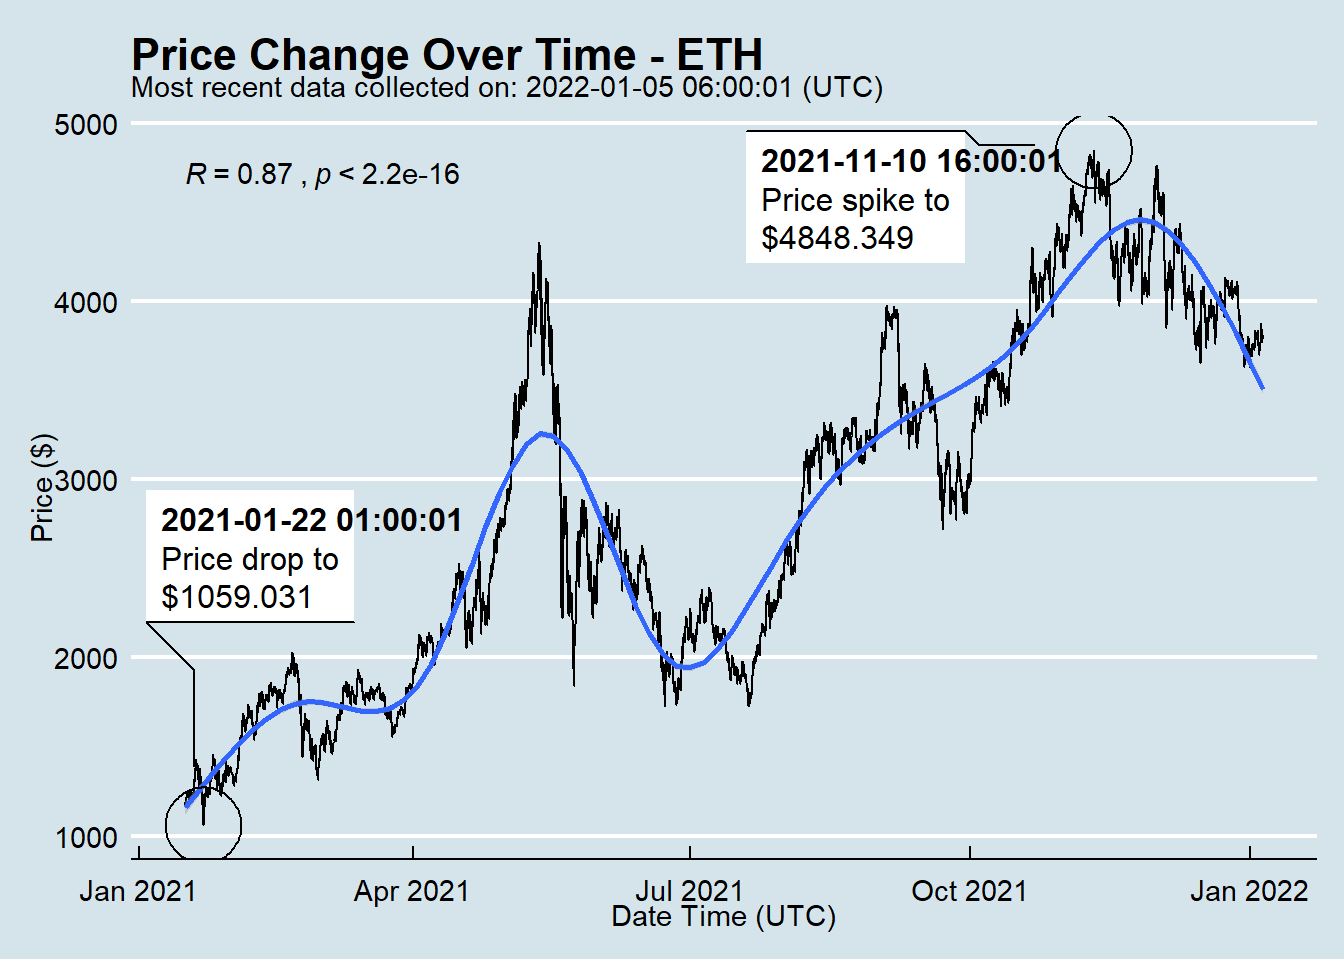 Price Change Over Time - ETH
Most recent data collected on: 2022-01-05 06:00:01 (UTC)
5000
4000
3000
2000
1000
Price ($)
R = 0.87 , p < 2.2e-16
2021-11-10 16:00:01
Price spike to
$4848.349
2021-01-22 01:00:01
Price drop to
$1059.031
Jan 2021 Apr 2021 Jul 2021 Oct 2021 Jan 2022
Date Time (UTC)